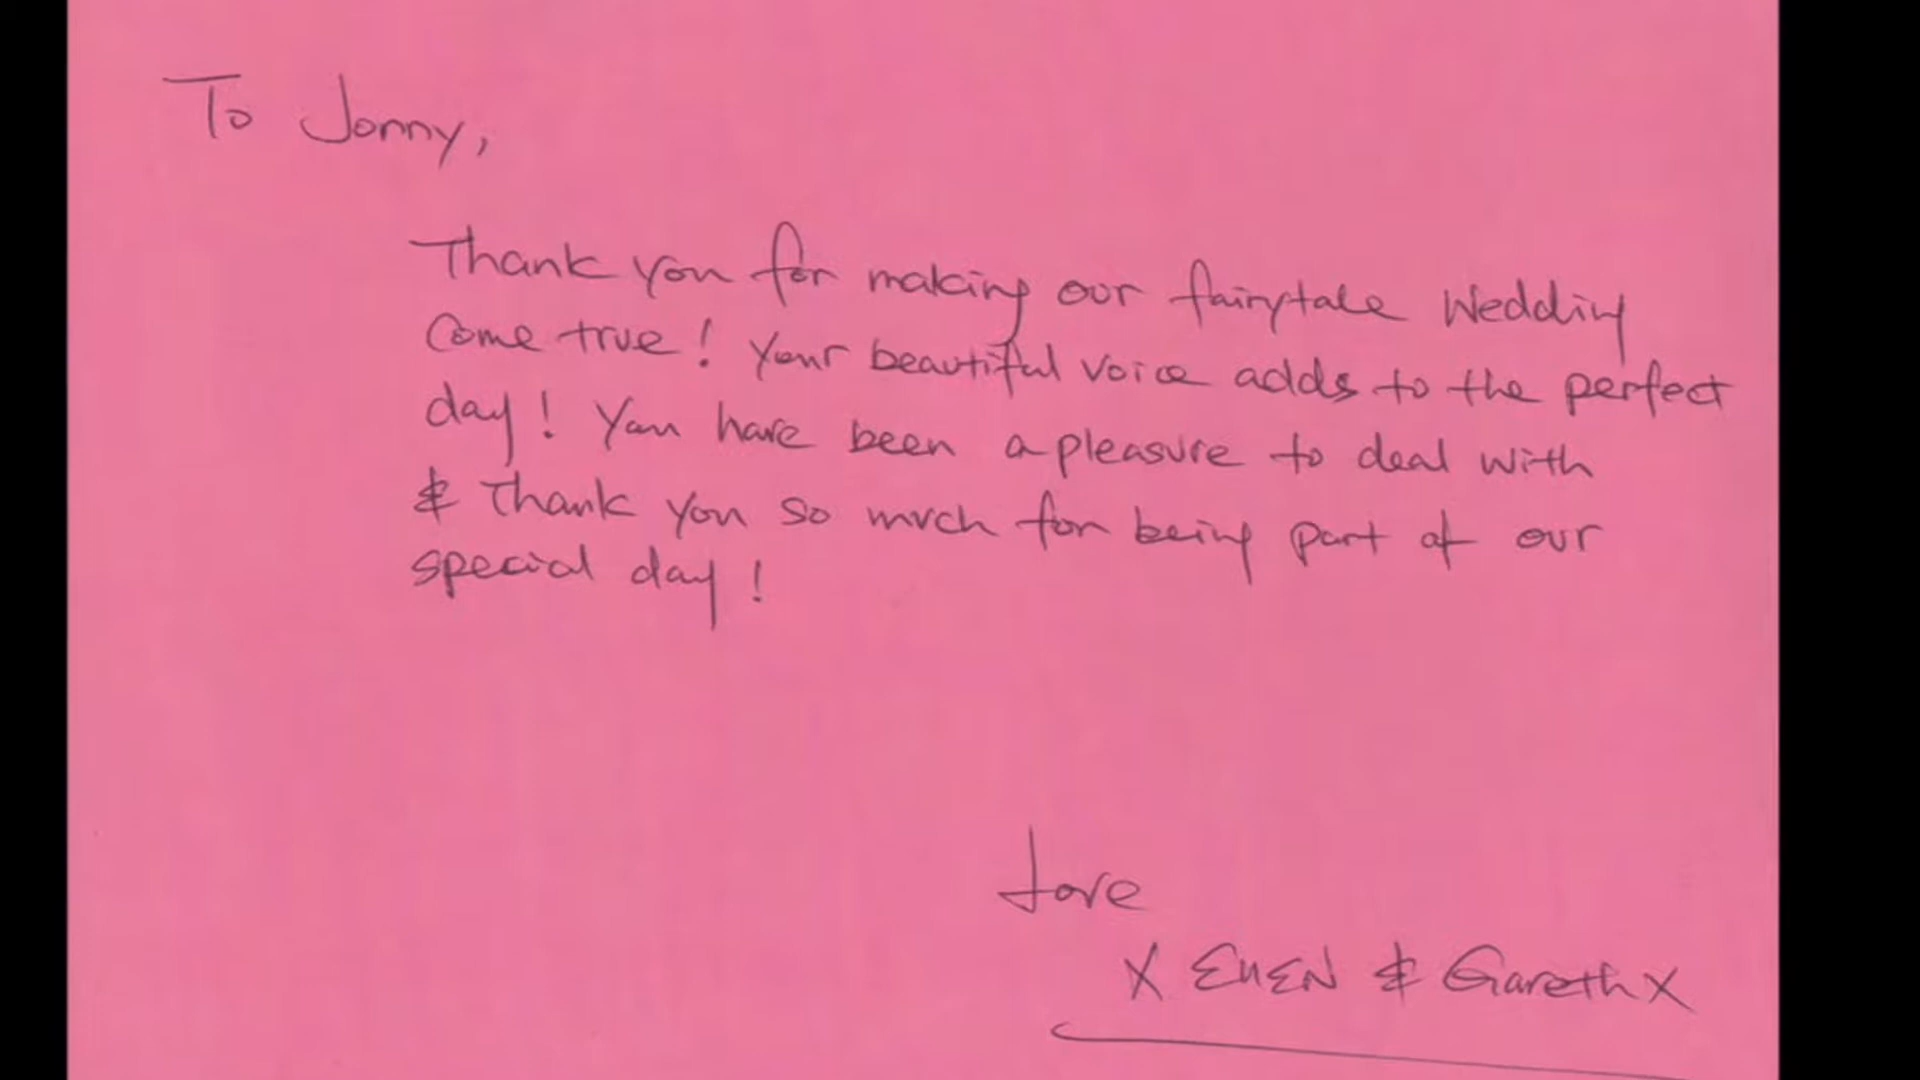 To Jonny,
Thank you for making our fairytale Wedding
Come true! Your beautiful voice adds to the perfect
day! You have been a pleasure to deal with
& Thank you so much for being part of our
special day!
Love
X & Gareth X